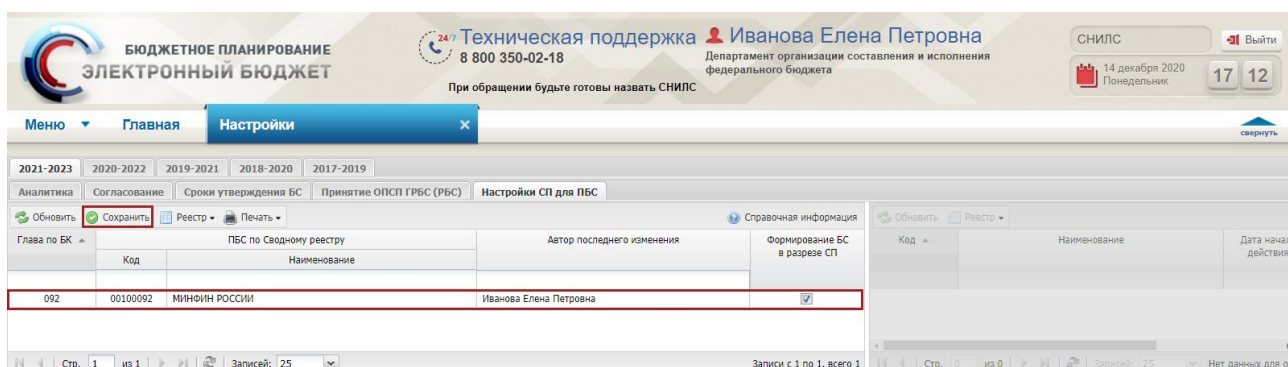 БЮДЖЕТНОЕ ПЛАНИРОВАНИЕ
ЭЛЕКТРОННЫЙ БЮДЖЕТ
24/7 Техническая поддержка
8 800 350-02-18
При обращении будьте готовы назвать СНИЛС
Иванова Елена Петровна
Департамент организации составления и исполнения
федерального бюджета
СНИЛС
Выйти
14 декабря 2020
Понедельник
17 12
Меню Главная Настройки
свернуть
2021-2023 2020-2022 2019-2021 2018-2020 2017-2019
Аналитика Согласование Сроки утверждения БС Принятие ОПСП ГРБС (РБС) Настройки СП для ПБС
Обновить Сохранить Реестр Печать Справочная информация Обновить Реестр
Глава по БК ПБС по Сводному реестру Автор последнего изменения Формирование БС
в разрезе СП
Код Наименование
Код Наименование Дата начал
действия
092 00100092 МИНФИН РОССИИ Иванова Елена Петровна
Стр. 1 из 1 Записей: 25 Записи с 1 по 1, всего 1 Стр. 0 из 0 Записей: 25 Нет данных для о